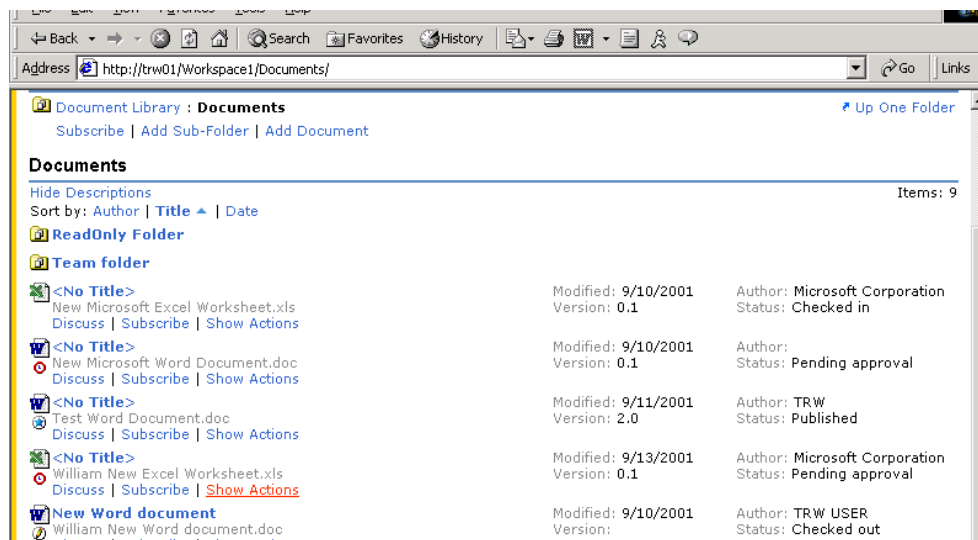 Back Search Favorites History
Address http://trw01/Workspace1/Documents/ Go Links
Document Library : Documents Up One Folder
Subscribe | Add Sub-Folder | Add Document
Documents
Hide Descriptions Items: 9
Sort by: Author | Title | Date
ReadOnly Folder
Team folder
<No Title> Modified: 9/10/2001 Author: Microsoft Corporation
New Microsoft Excel Worksheet.xls Version: 0.1 Status: Checked in
Discuss | Subscribe | Show Actions
<No Title> Modified: 9/10/2001 Author:
New Microsoft Word Document.doc Version: 0.1 Status: Pending approval
Discuss | Subscribe | Show Actions
<No Title> Modified: 9/11/2001 Author: TRW
Test Word Document.doc Version: 2.0 Status: Published
Discuss | Subscribe | Show Actions
<No Title> Modified: 9/13/2001 Author: Microsoft Corporation
William New Excel Worksheet.xls Version: 0.1 Status: Pending approval
Discuss | Subscribe | Show Actions
New Word document Modified: 9/10/2001 Author: TRW USER
William New Word document.doc Version: Status: Checked out